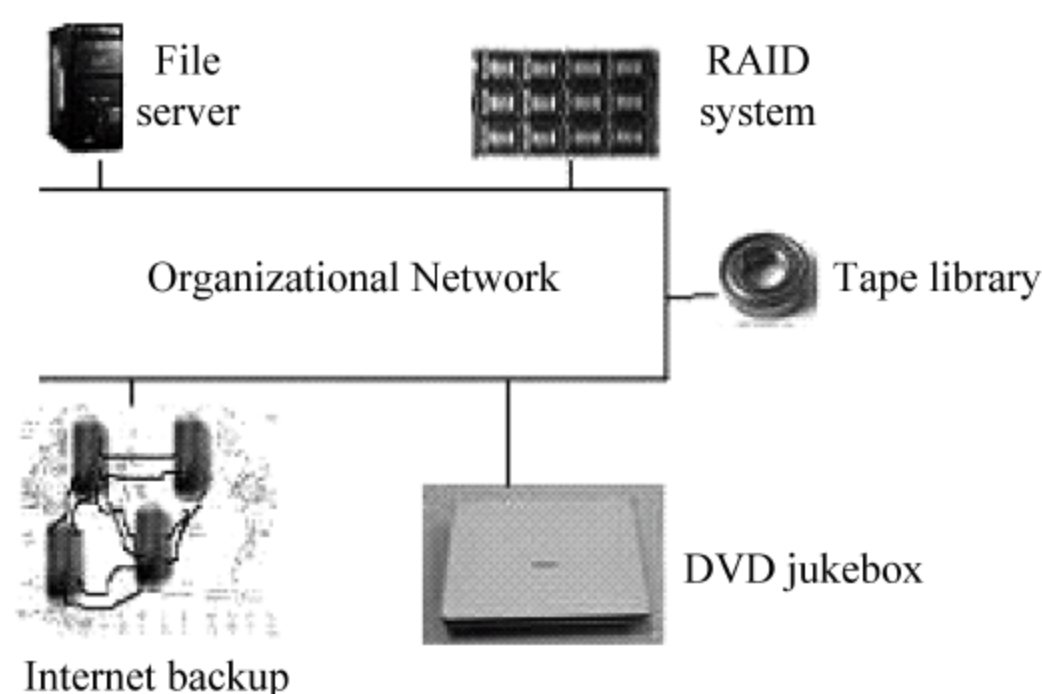 File
server
RAID
system
Organizational Network
Tape library
DVD jukebox
Internet backup